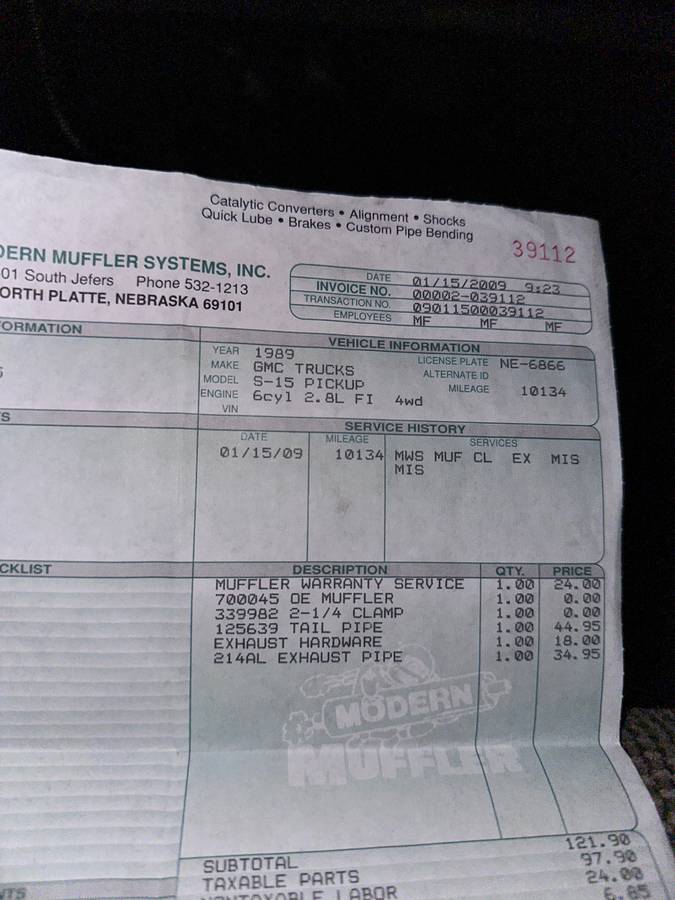 Catalytic Converters • Alignment • Shocks
Quick Lube • Brakes • Custom Pipe Bending
39112
DERN MUFFLER SYSTEMS, INC.
01 South Jefers Phone 532-1213
ORTH PLATTE, NEBRASKA 69101
DATE 01/15/2009 9:23
INVOICE NO. 00002-039112
TRANSACTION NO. 09011500039112
EMPLOYEES MF MF MF
ORMATION
VEHICLE INFORMATION
YEAR 1989 LICENSE PLATE NE-6866
MAKE GMC TRUCKS ALTERNATE ID
MODEL S-15 PICKUP MILEAGE 10134
ENGINE 6cyl 2.8L FI 4wd
VIN
S
SERVICE HISTORY
DATE MILEAGE SERVICES
01/15/09 10134 MWS MUF CL EX MIS
MIS
CKLIST
DESCRIPTION QTY. PRICE
MUFFLER WARRANTY SERVICE 1.00 24.00
700045 OE MUFFLER 1.00 0.00
339982 2-1/4 CLAMP 1.00 0.00
125639 TAIL PIPE 1.00 44.95
EXHAUST HARDWARE 1.00 18.00
214AL EXHAUST PIPE 1.00 34.95
MODERN
MUFFLER
SUBTOTAL 121.90
TAXABLE PARTS 97.90
NONTAXABLE LABOR 24.00
6.85
NTS